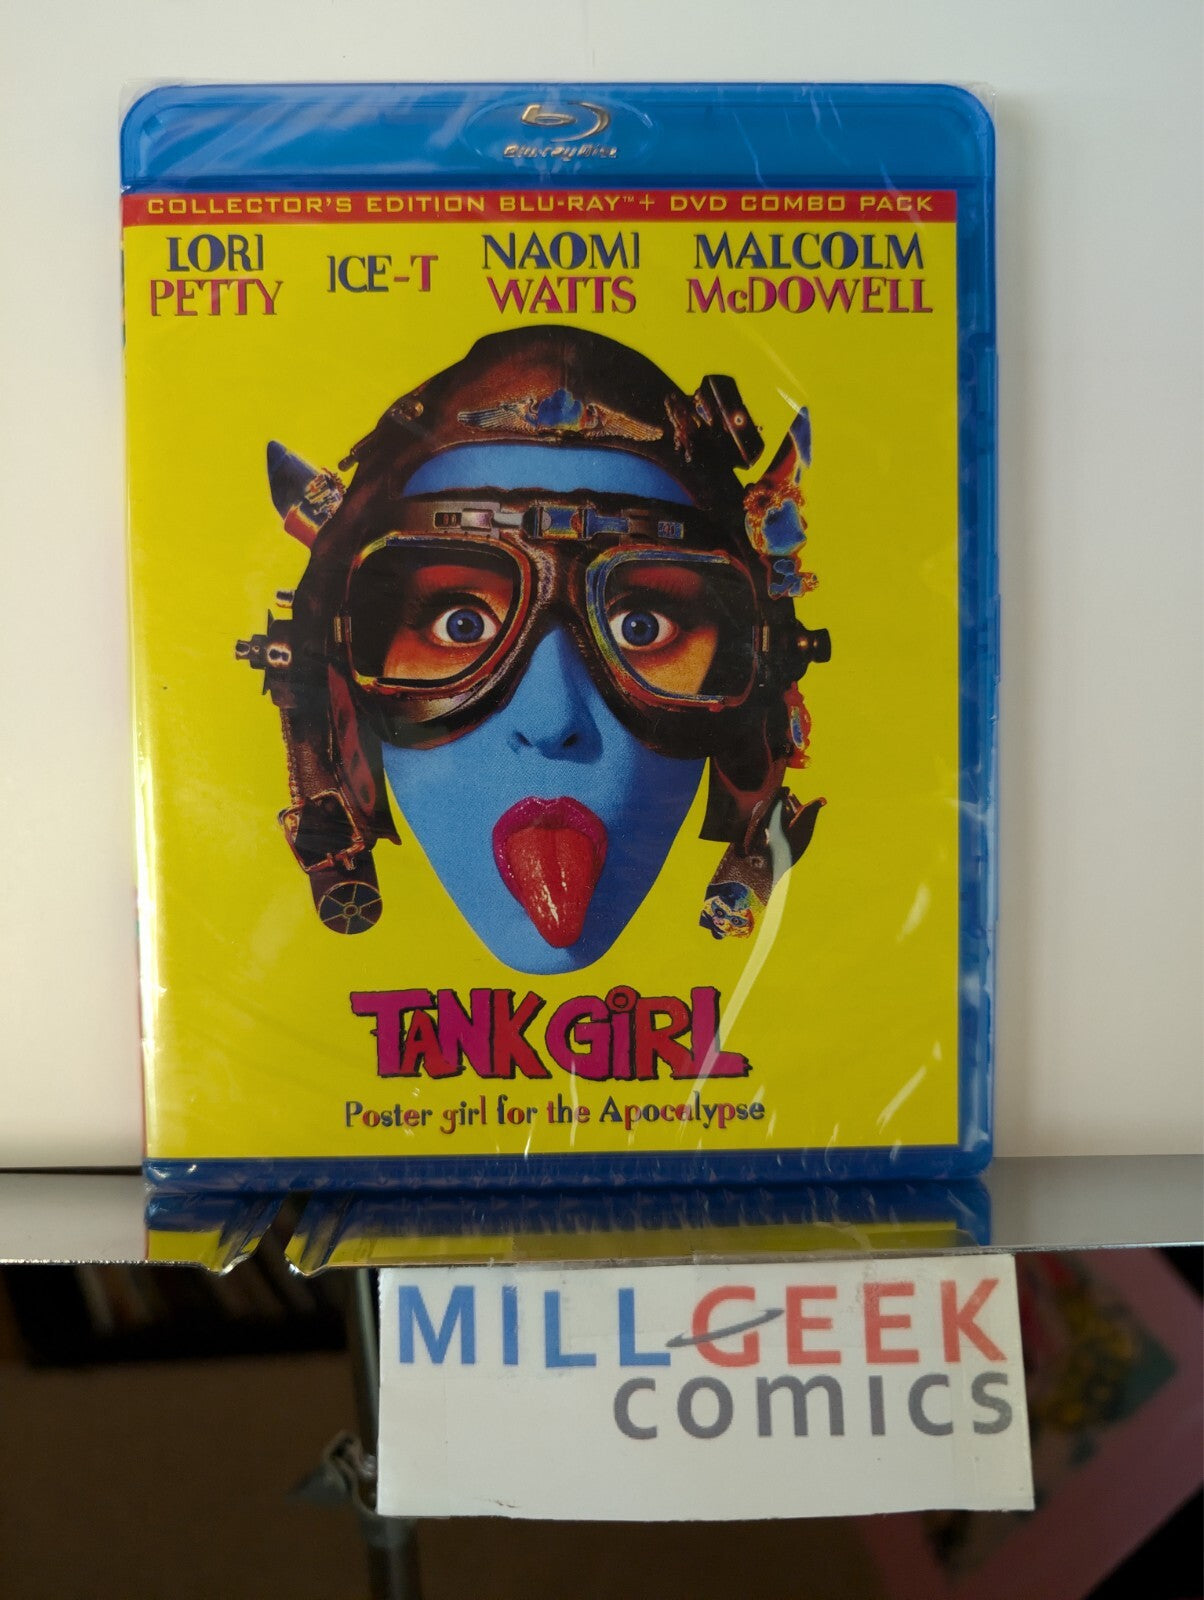 Blu-ray Disc
COLLECTOR'S EDITION BLU-RAY™ + DVD COMBO PACK
LORI PETTY
ICE-T
NAOMI WATTS
MALCOLM McDOWELL
TANK GiRL
Poster girl for the Apocalypse
MILLGEEK
comics